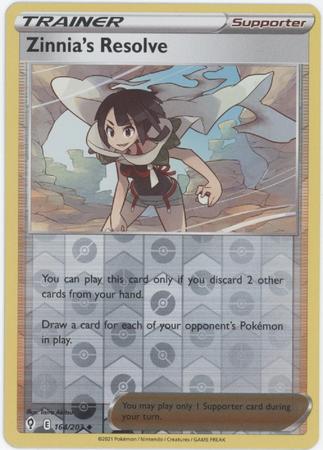 TRAINER Supporter
Zinnia's Resolve
You can play this card only if you discard 2 other
cards from your hand.
Draw a card for each of your opponent's Pokémon
in play.
You may play only 1 Supporter card during
your turn.
E 164/203
©2021 Pokémon / Nintendo / Creatures / GAME FREAK